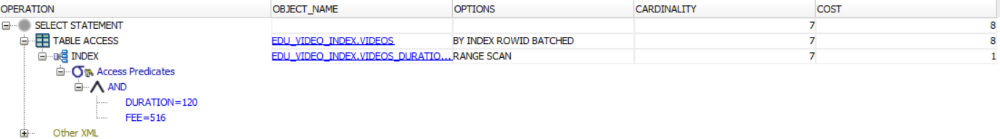 OPERATION OBJECT_NAME OPTIONS CARDINALITY COST
SELECT STATEMENT 7 8
TABLE ACCESS EDU_VIDEO_INDEX.VIDEOS BY INDEX ROWID BATCHED 7 8
INDEX EDU_VIDEO_INDEX.VIDEOS_DURATIO... RANGE SCAN 7 1
Access Predicates
AND
DURATION=120
FEE=516
Other XML